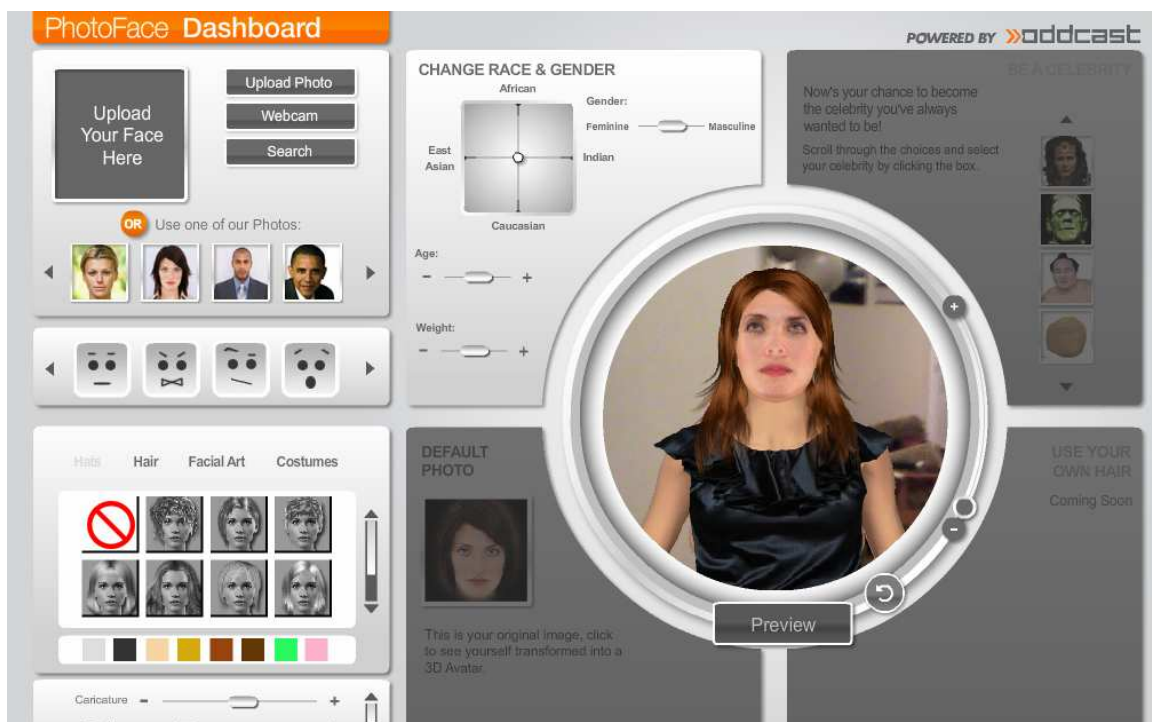 PhotoFace Dashboard
POWERED BY »oddcast
Upload
Your Face
Here
Upload Photo
Webcam
Search
OR Use one of our Photos:
Hats Hair Facial Art Costumes
Caricature - +
CHANGE RACE & GENDER
African
East
Asian
Indian
Caucasian
Gender:
Feminine Masculine
Age:
- +
Weight:
- +
BE A CELEBRITY
Now's your chance to become
the celebrity you've always
wanted to be!
Scroll through the choices and select
your celebrity by clicking the box.
+
-
Preview
DEFAULT
PHOTO
This is your original image, click
to see yourself transformed into a
3D Avatar.
USE YOUR
OWN HAIR
Coming Soon